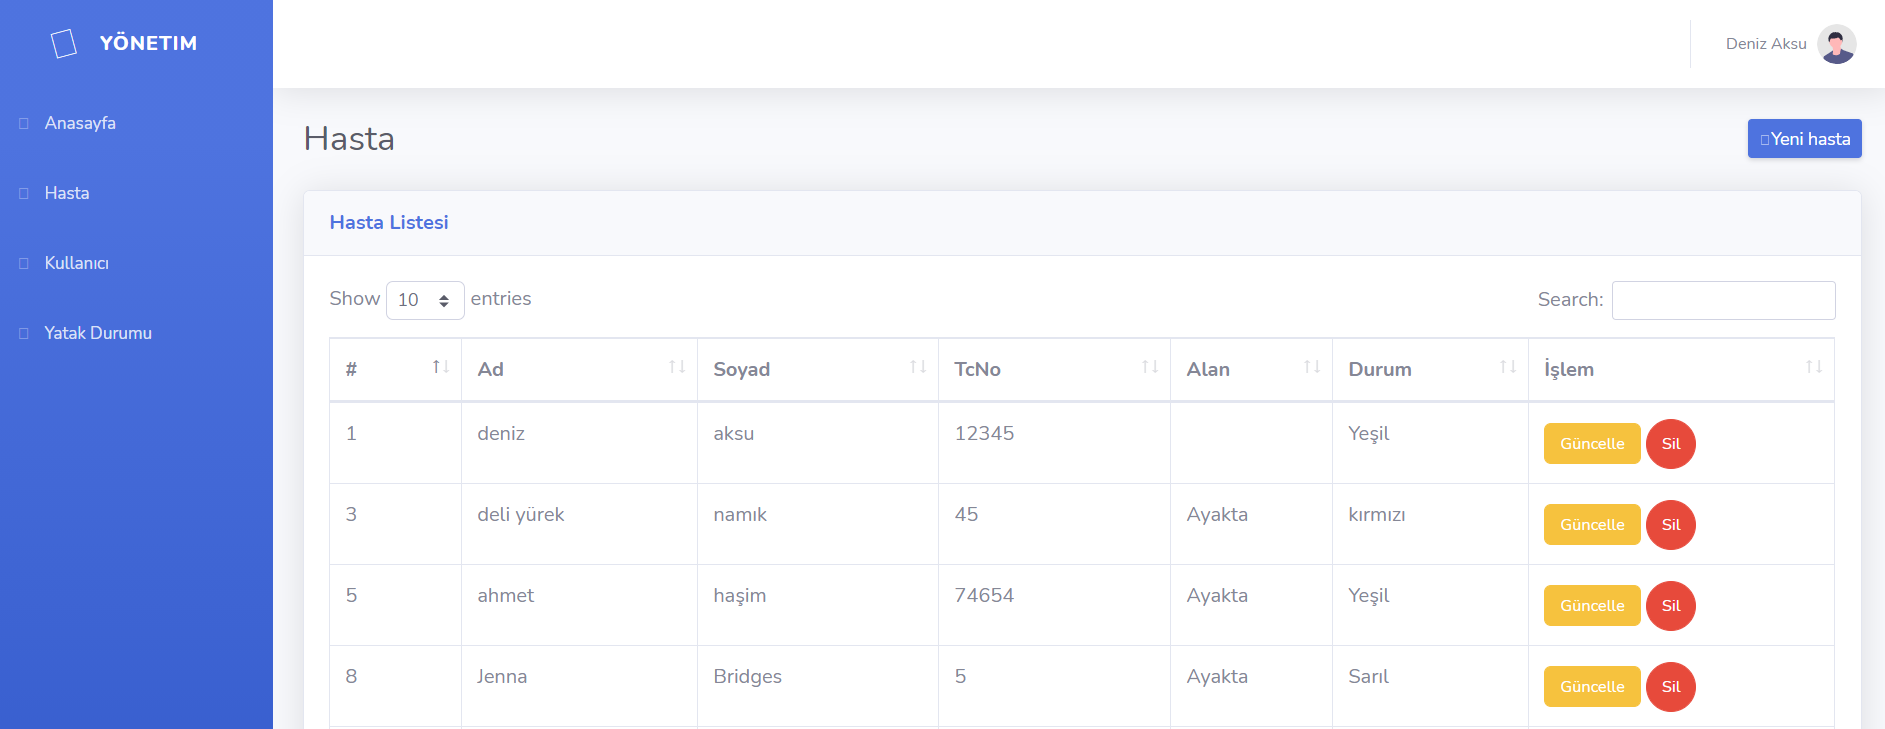 YÖNETIM
Deniz Aksu
Anasayfa
Hasta
Kullanıcı
Yatak Durumu
Hasta
Yeni hasta
Hasta Listesi
Show 10 entries
Search:
# Ad Soyad TcNo Alan Durum İşlem
1 deniz aksu 12345 Yeşil Güncelle Sil
3 deli yürek namık 45 Ayakta kırmızı Güncelle Sil
5 ahmet haşim 74654 Ayakta Yeşil Güncelle Sil
8 Jenna Bridges 5 Ayakta Sarıl Güncelle Sil